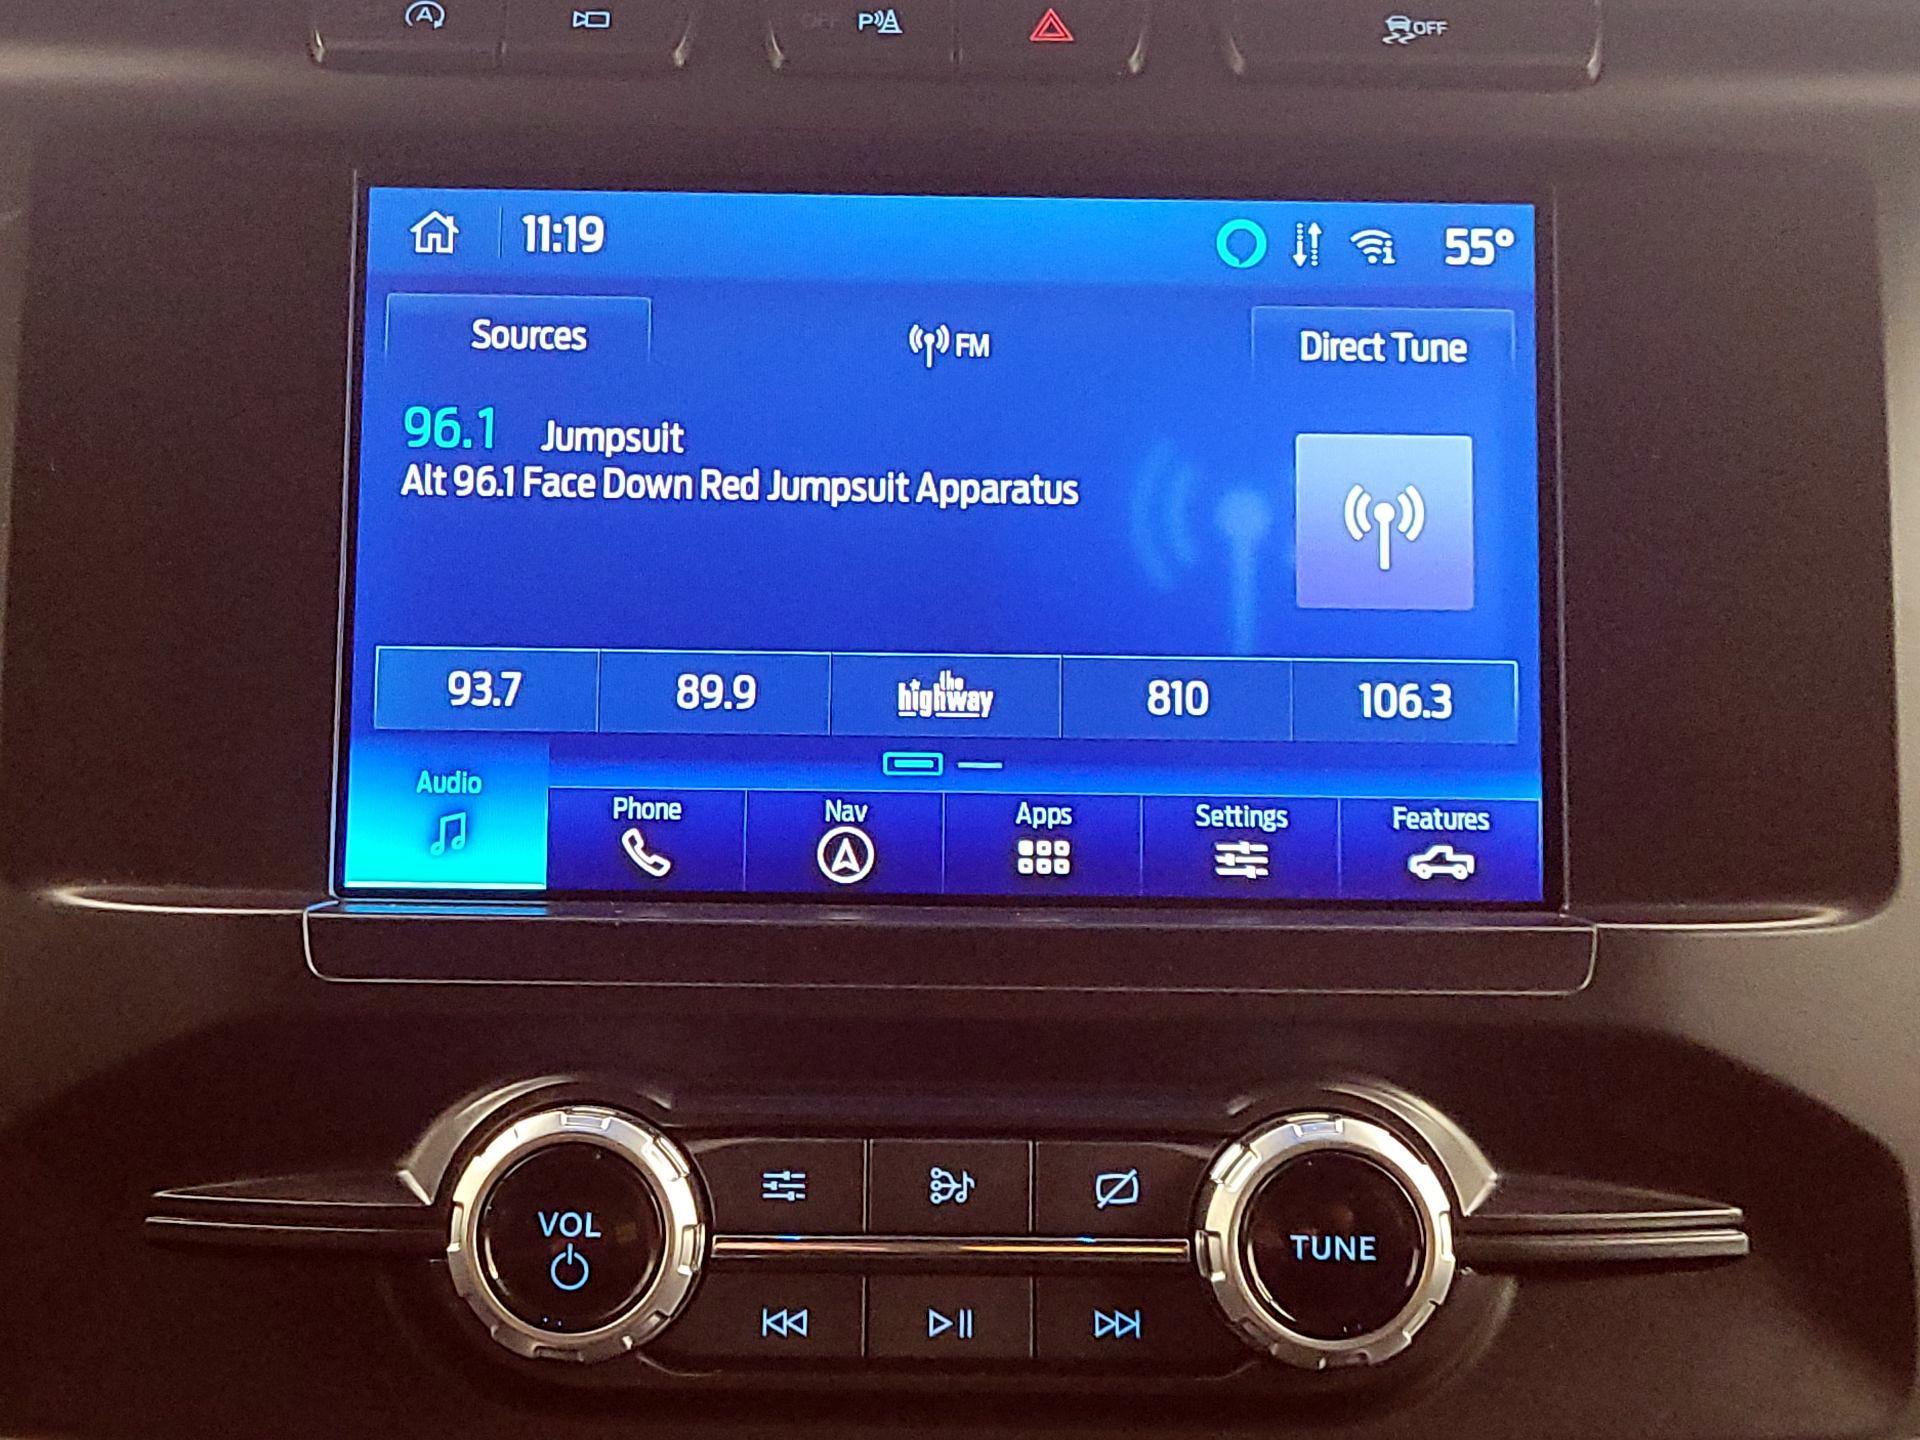 A
P
OFF
11:19
55°
Sources
FM
Direct Tune
96.1 Jumpsuit
Alt 96.1 Face Down Red Jumpsuit Apparatus
93.7
89.9
the highway
810
106.3
Audio
Phone
Nav
Apps
Settings
Features
VOL
TUNE